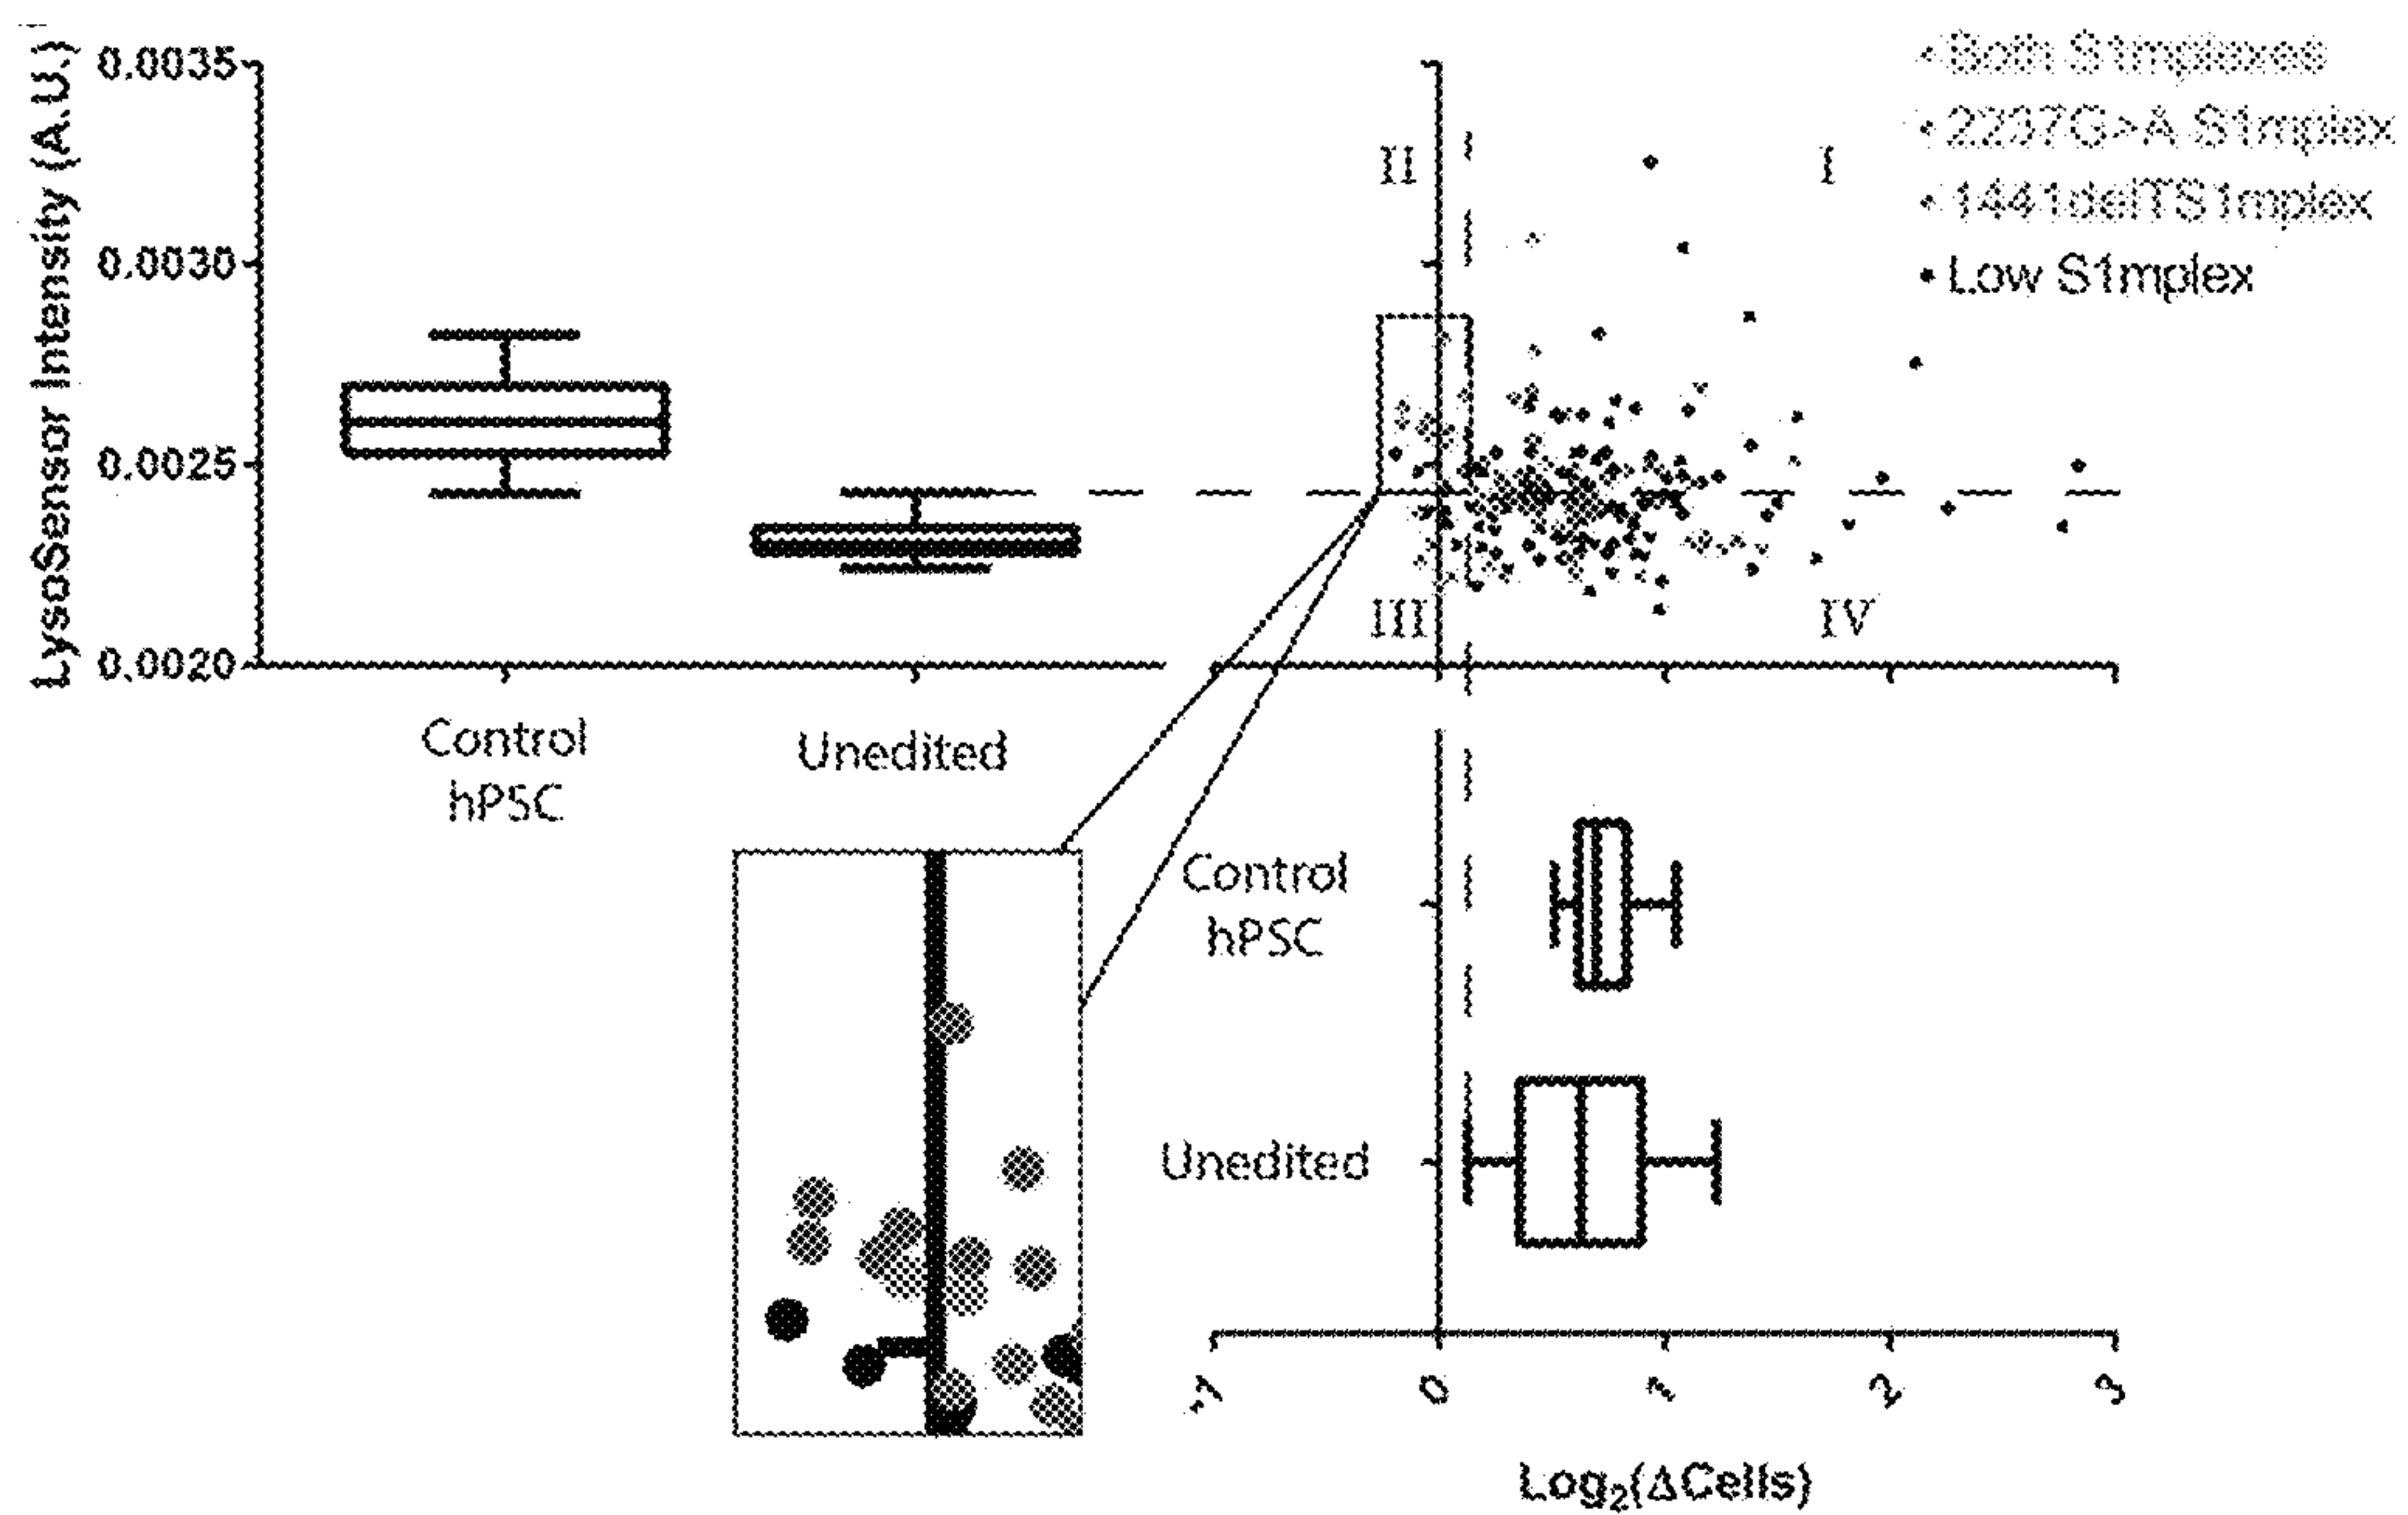 LysoSensor Intensity (A.U.)
0.0035
0.0030
0.0025
0.0020
Control
hPSC
Unedited
II
I
III
IV
Both S1mplexes
2237G>A S1mplex
1441delTS1mplex
Low S1mplex
Control
hPSC
Unedited
-1
0
1
2
3
Log₂(ΔCells)